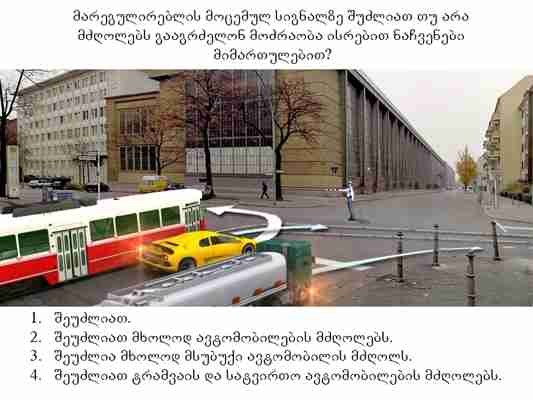 მარეგულირებლის მოცემულ სიგნალზე შუძლიათ თუ არა
მძღოლებს გააგრძელონ მოძრაობა ისრებით ნაჩვენები
მიმართულებით?
1. შეუძლიათ.
2. შეუძლიათ მხოლოდ ავტომობილების მძღოლებს.
3. შეუძლია მხოლოდ მსუბუქი ავტომობილის მძღოლს.
4. შეუძლიათ ტრამვაის და სატვირთო ავტომობილების მძღოლებს.